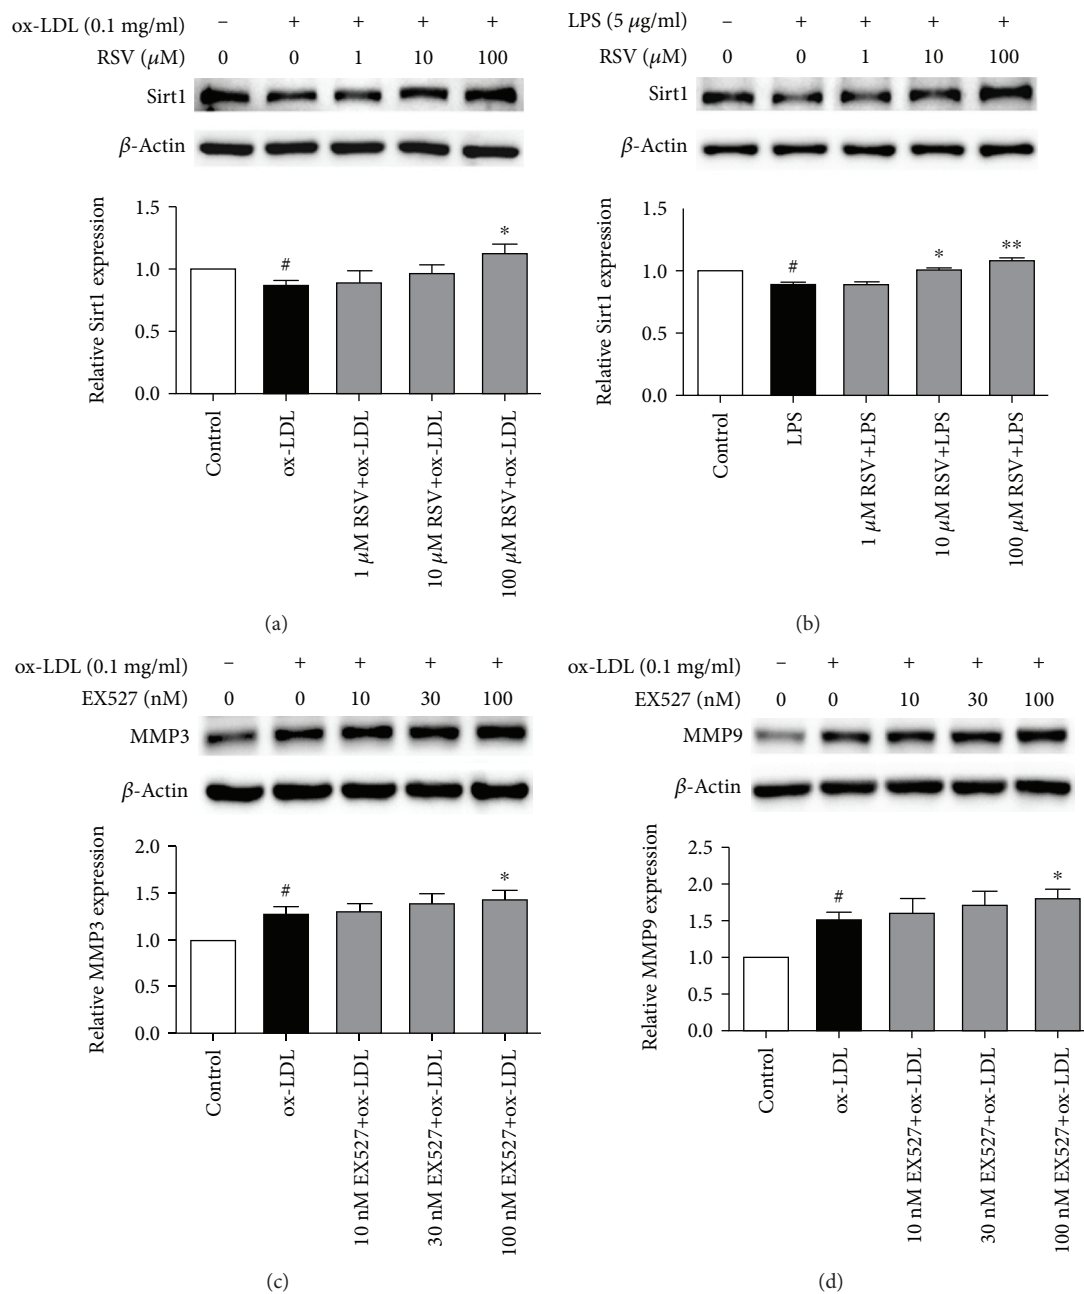 ox-LDL (0.1 mg/ml) – + + + +
RSV (μM) 0 0 1 10 100
Sirt1
β-Actin
Relative Sirt1 expression
1.5
1.0
0.5
0.0
#
*
Control
ox-LDL
1 μM RSV+ox-LDL
10 μM RSV+ox-LDL
100 μM RSV+ox-LDL
(a)
LPS (5 μg/ml) – + + + +
RSV (μM) 0 0 1 10 100
Sirt1
β-Actin
Relative Sirt1 expression
1.5
1.0
0.5
0.0
#
*
**
Control
LPS
1 μM RSV+LPS
10 μM RSV+LPS
100 μM RSV+LPS
(b)
ox-LDL (0.1 mg/ml) – + + + +
EX527 (nM) 0 0 10 30 100
MMP3
β-Actin
Relative MMP3 expression
2.0
1.5
1.0
0.5
0.0
#
*
Control
ox-LDL
10 nM EX527+ox-LDL
30 nM EX527+ox-LDL
100 nM EX527+ox-LDL
(c)
ox-LDL (0.1 mg/ml) – + + + +
EX527 (nM) 0 0 10 30 100
MMP9
β-Actin
Relative MMP9 expression
2.5
2.0
1.5
1.0
0.5
0.0
#
*
Control
ox-LDL
10 nM EX527+ox-LDL
30 nM EX527+ox-LDL
100 nM EX527+ox-LDL
(d)